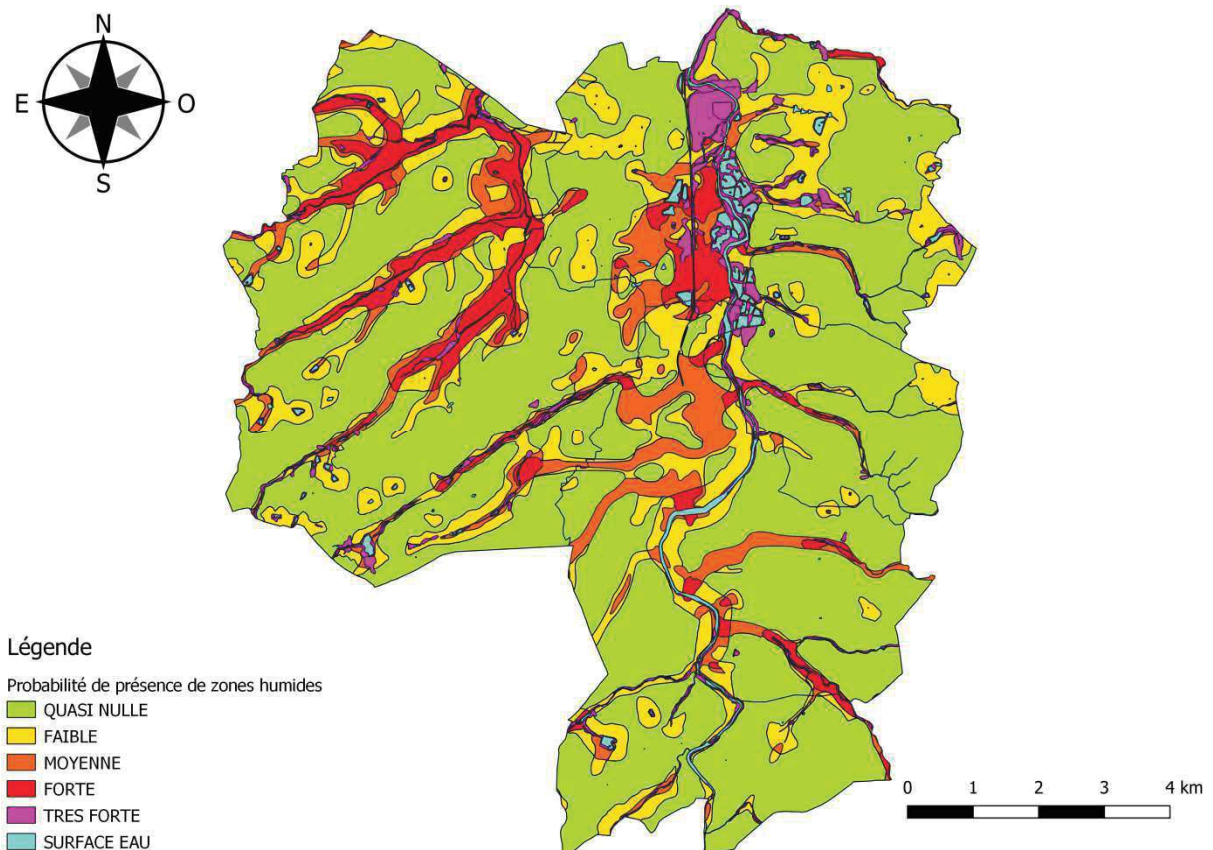 N
E
O
S
Légende
Probabilité de présence de zones humides
QUASI NULLE
FAIBLE
MOYENNE
FORTE
TRES FORTE
SURFACE EAU
0 1 2 3 4 km